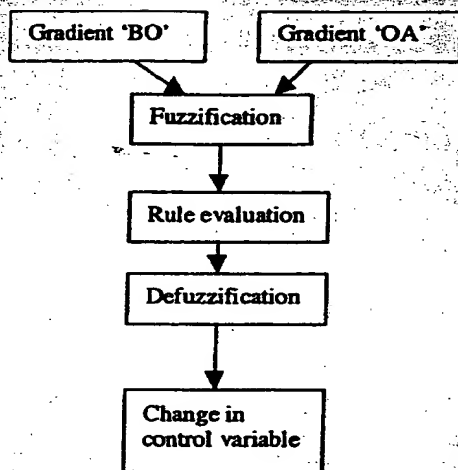 Gradient ‘BO’
Gradient ‘OA’
Fuzzification
Rule evaluation
Defuzzification
Change in
control variable